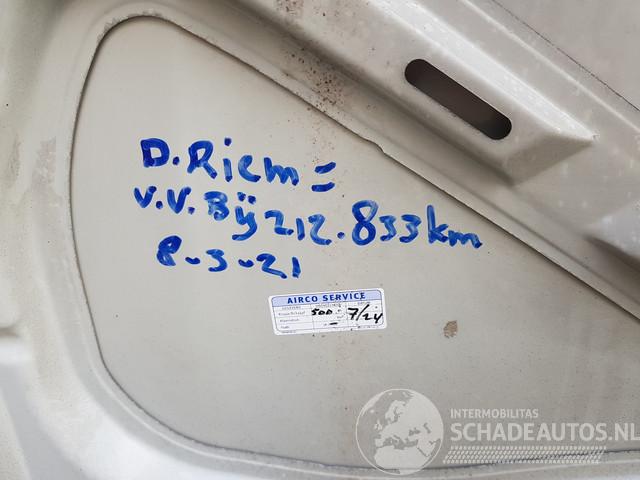 D.Riem =
V.V. Bij 212.833km
8-3-21
AIRCO SERVICE
500
7/24
INTERMOBILITAS
SCHADEAUTOS.NL